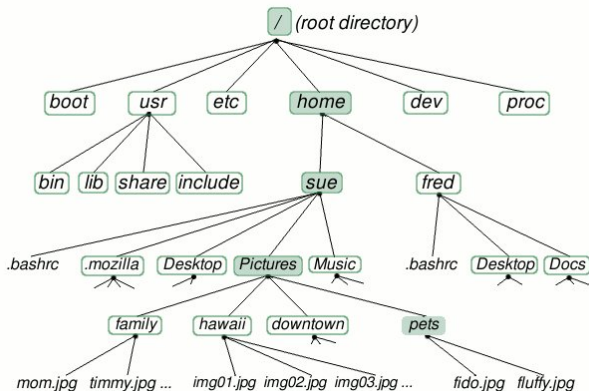 / (root directory)
boot usr etc home dev proc
bin lib share include sue fred
.bashrc .mozilla Desktop Pictures Music .bashrc Desktop Docs
family hawaii downtown pets
mom.jpg timmy.jpg ... img01.jpg img02.jpg img03.jpg ... fido.jpg fluffy.jpg